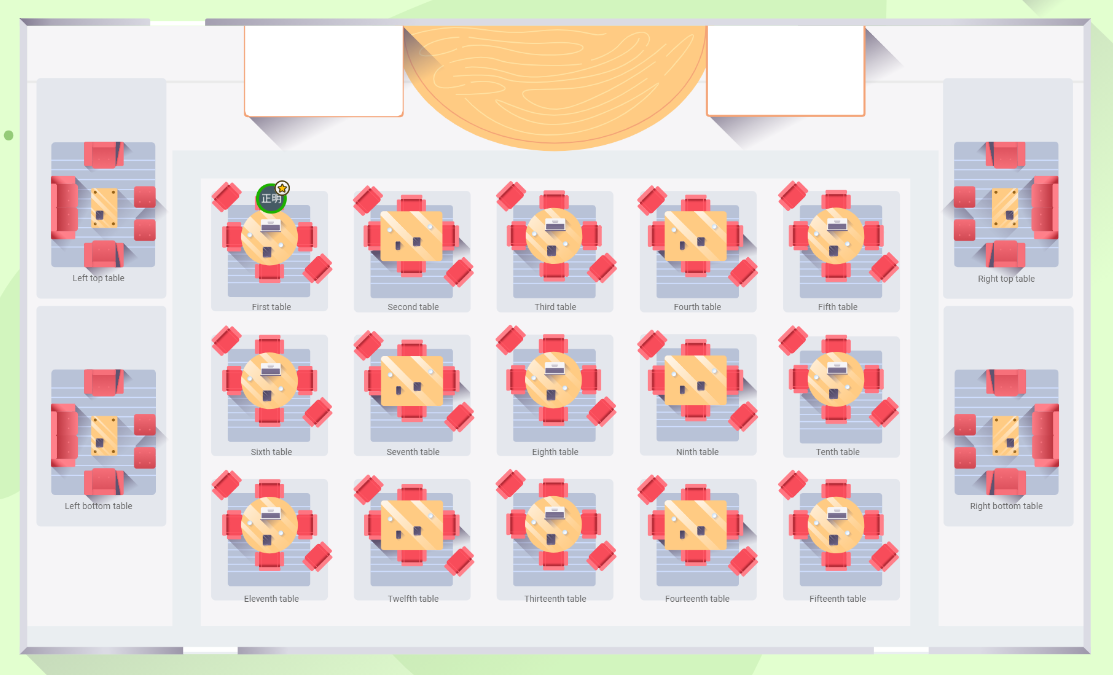 Left top table
Right top table
正明
First table
Second table
Third table
Fourth table
Fifth table
Sixth table
Seventh table
Eighth table
Ninth table
Tenth table
Left bottom table
Right bottom table
Eleventh table
Twelfth table
Thirteenth table
Fourteenth table
Fifteenth table